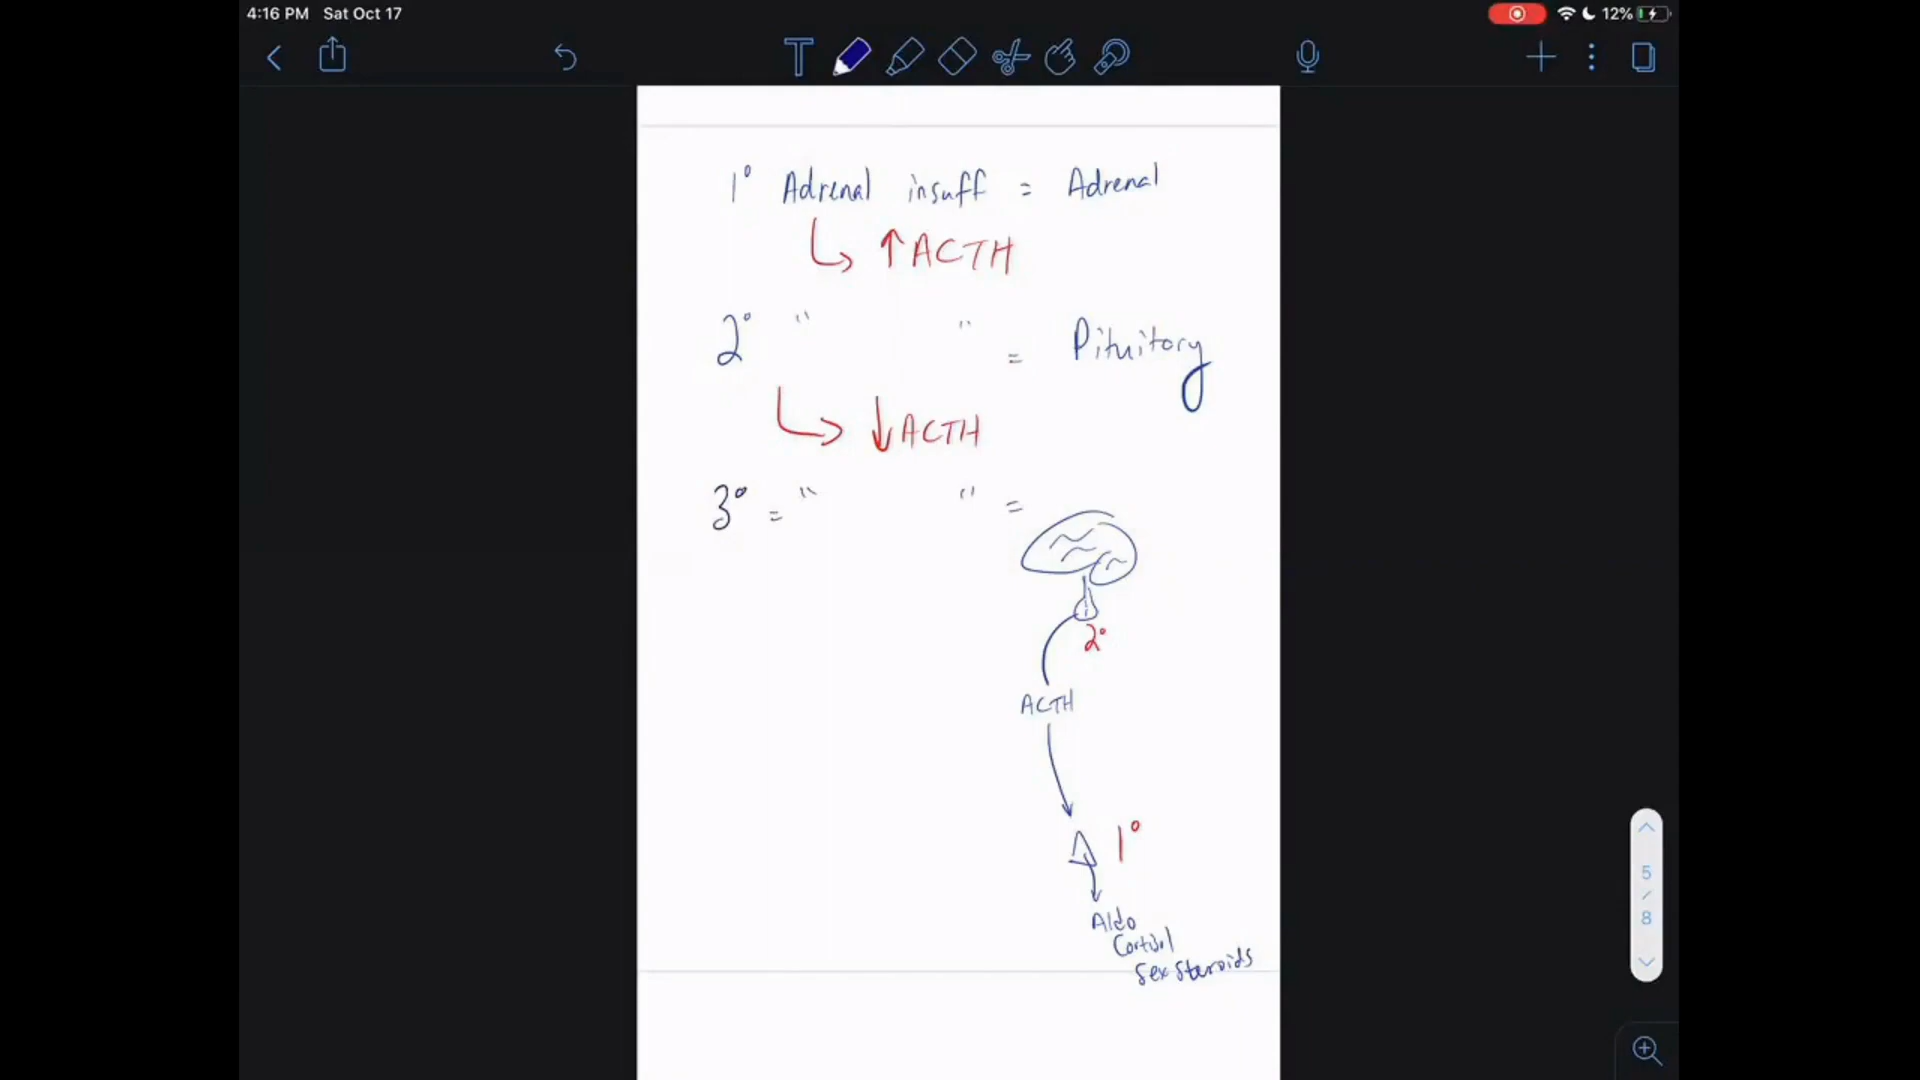 4:16 PM Sat Oct 17
12%
T
1° Adrenal insuff = Adrenal
↳ ↑ACTH
2° " " = Pituitory
↳ ↓ACTH
3° = " " =
2°
ACTH
1°
Aldo
Cortisol
Sex Steroids
5
/
8